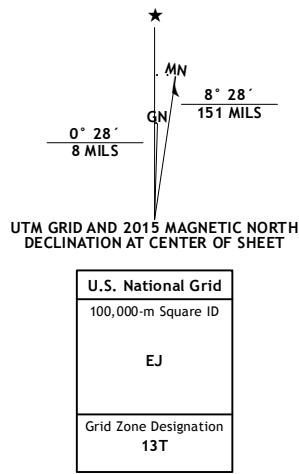 ★
MN
GN
8° 28´
151 MILS
0° 28´
8 MILS
UTM GRID AND 2015 MAGNETIC NORTH
DECLINATION AT CENTER OF SHEET
U.S. National Grid
100,000-m Square ID
EJ
Grid Zone Designation
13T